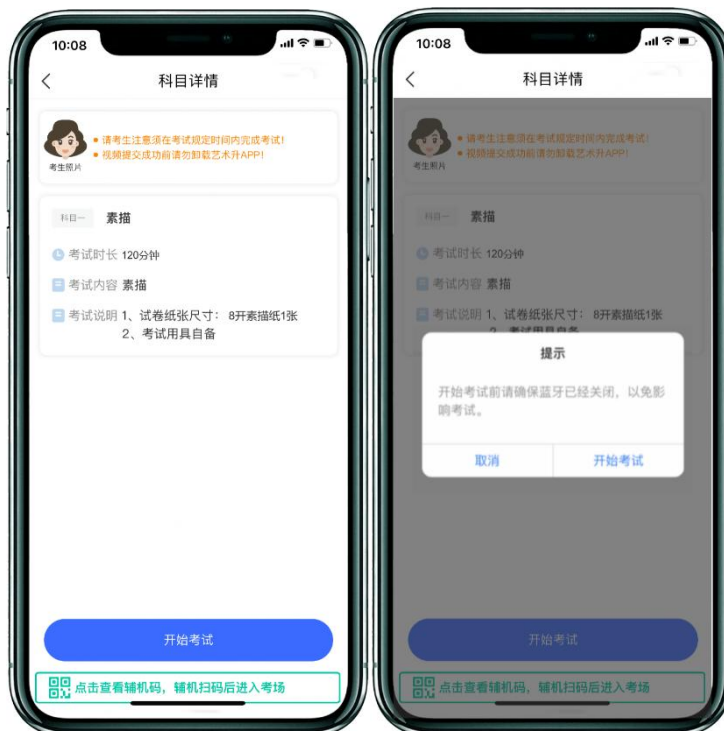 10:08
科目详情
• 请考生注意须在考试规定时间内完成考试!
• 视频提交成功前请勿卸载艺术升APP!
考生照片
科目一 素描
考试时长 120分钟
考试内容 素描
考试说明 1、试卷纸张尺寸: 8开素描纸1张
2、考试用具自备
开始考试
点击查看辅机码,辅机扫码后进入考场
10:08
科目详情
• 请考生注意须在考试规定时间内完成考试!
• 视频提交成功前请勿卸载艺术升APP!
考生照片
科目一 素描
考试时长 120分钟
考试内容 素描
考试说明 1、试卷纸张尺寸: 8开素描纸1张
2、考试用具自备
提示
开始考试前请确保蓝牙已经关闭,以免影
响考试。
取消 开始考试
开始考试
点击查看辅机码,辅机扫码后进入考场